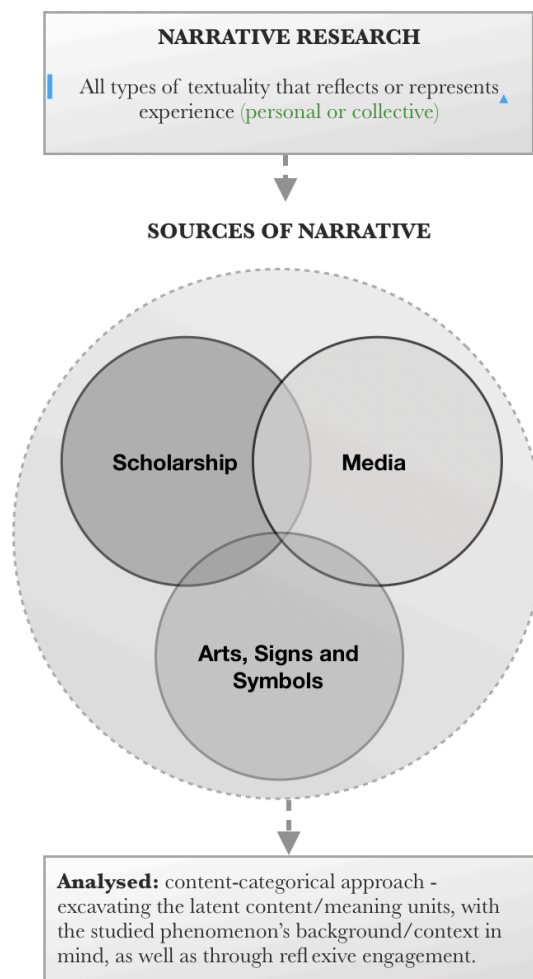 NARRATIVE RESEARCH
All types of textuality that reflects or represents
experience (personal or collective)
SOURCES OF NARRATIVE
Scholarship
Media
Arts, Signs and
Symbols
Analysed: content-categorical approach -
excavating the latent content/meaning units, with
the studied phenomenon’s background/context in
mind, as well as through reflexive engagement.